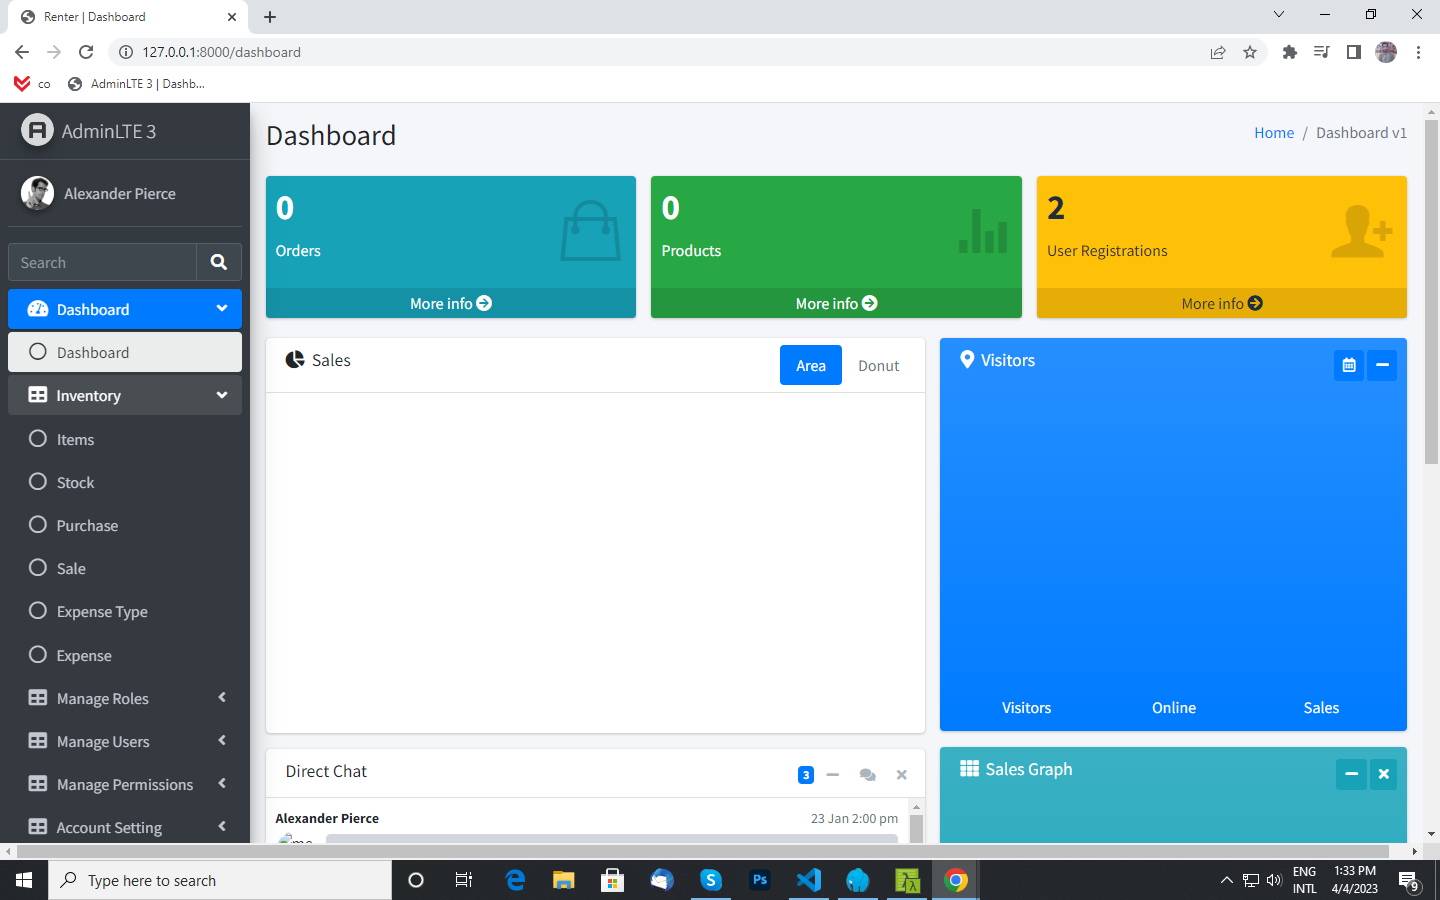 Renter | Dashboard
127.0.0.1:8000/dashboard
co
AdminLTE 3 | Dashb...
AdminLTE 3
Alexander Pierce
Search
Dashboard
Dashboard
Inventory
Items
Stock
Purchase
Sale
Expense Type
Expense
Manage Roles
Manage Users
Manage Permissions
Account Setting
Dashboard
Home / Dashboard v1
0
Orders
More info
0
Products
More info
2
User Registrations
More info
Sales
Area
Donut
Visitors
Visitors
Online
Sales
Direct Chat
3
Alexander Pierce
23 Jan 2:00 pm
Sales Graph
Type here to search
Ps
ENG
INTL
1:33 PM
4/4/2023
9